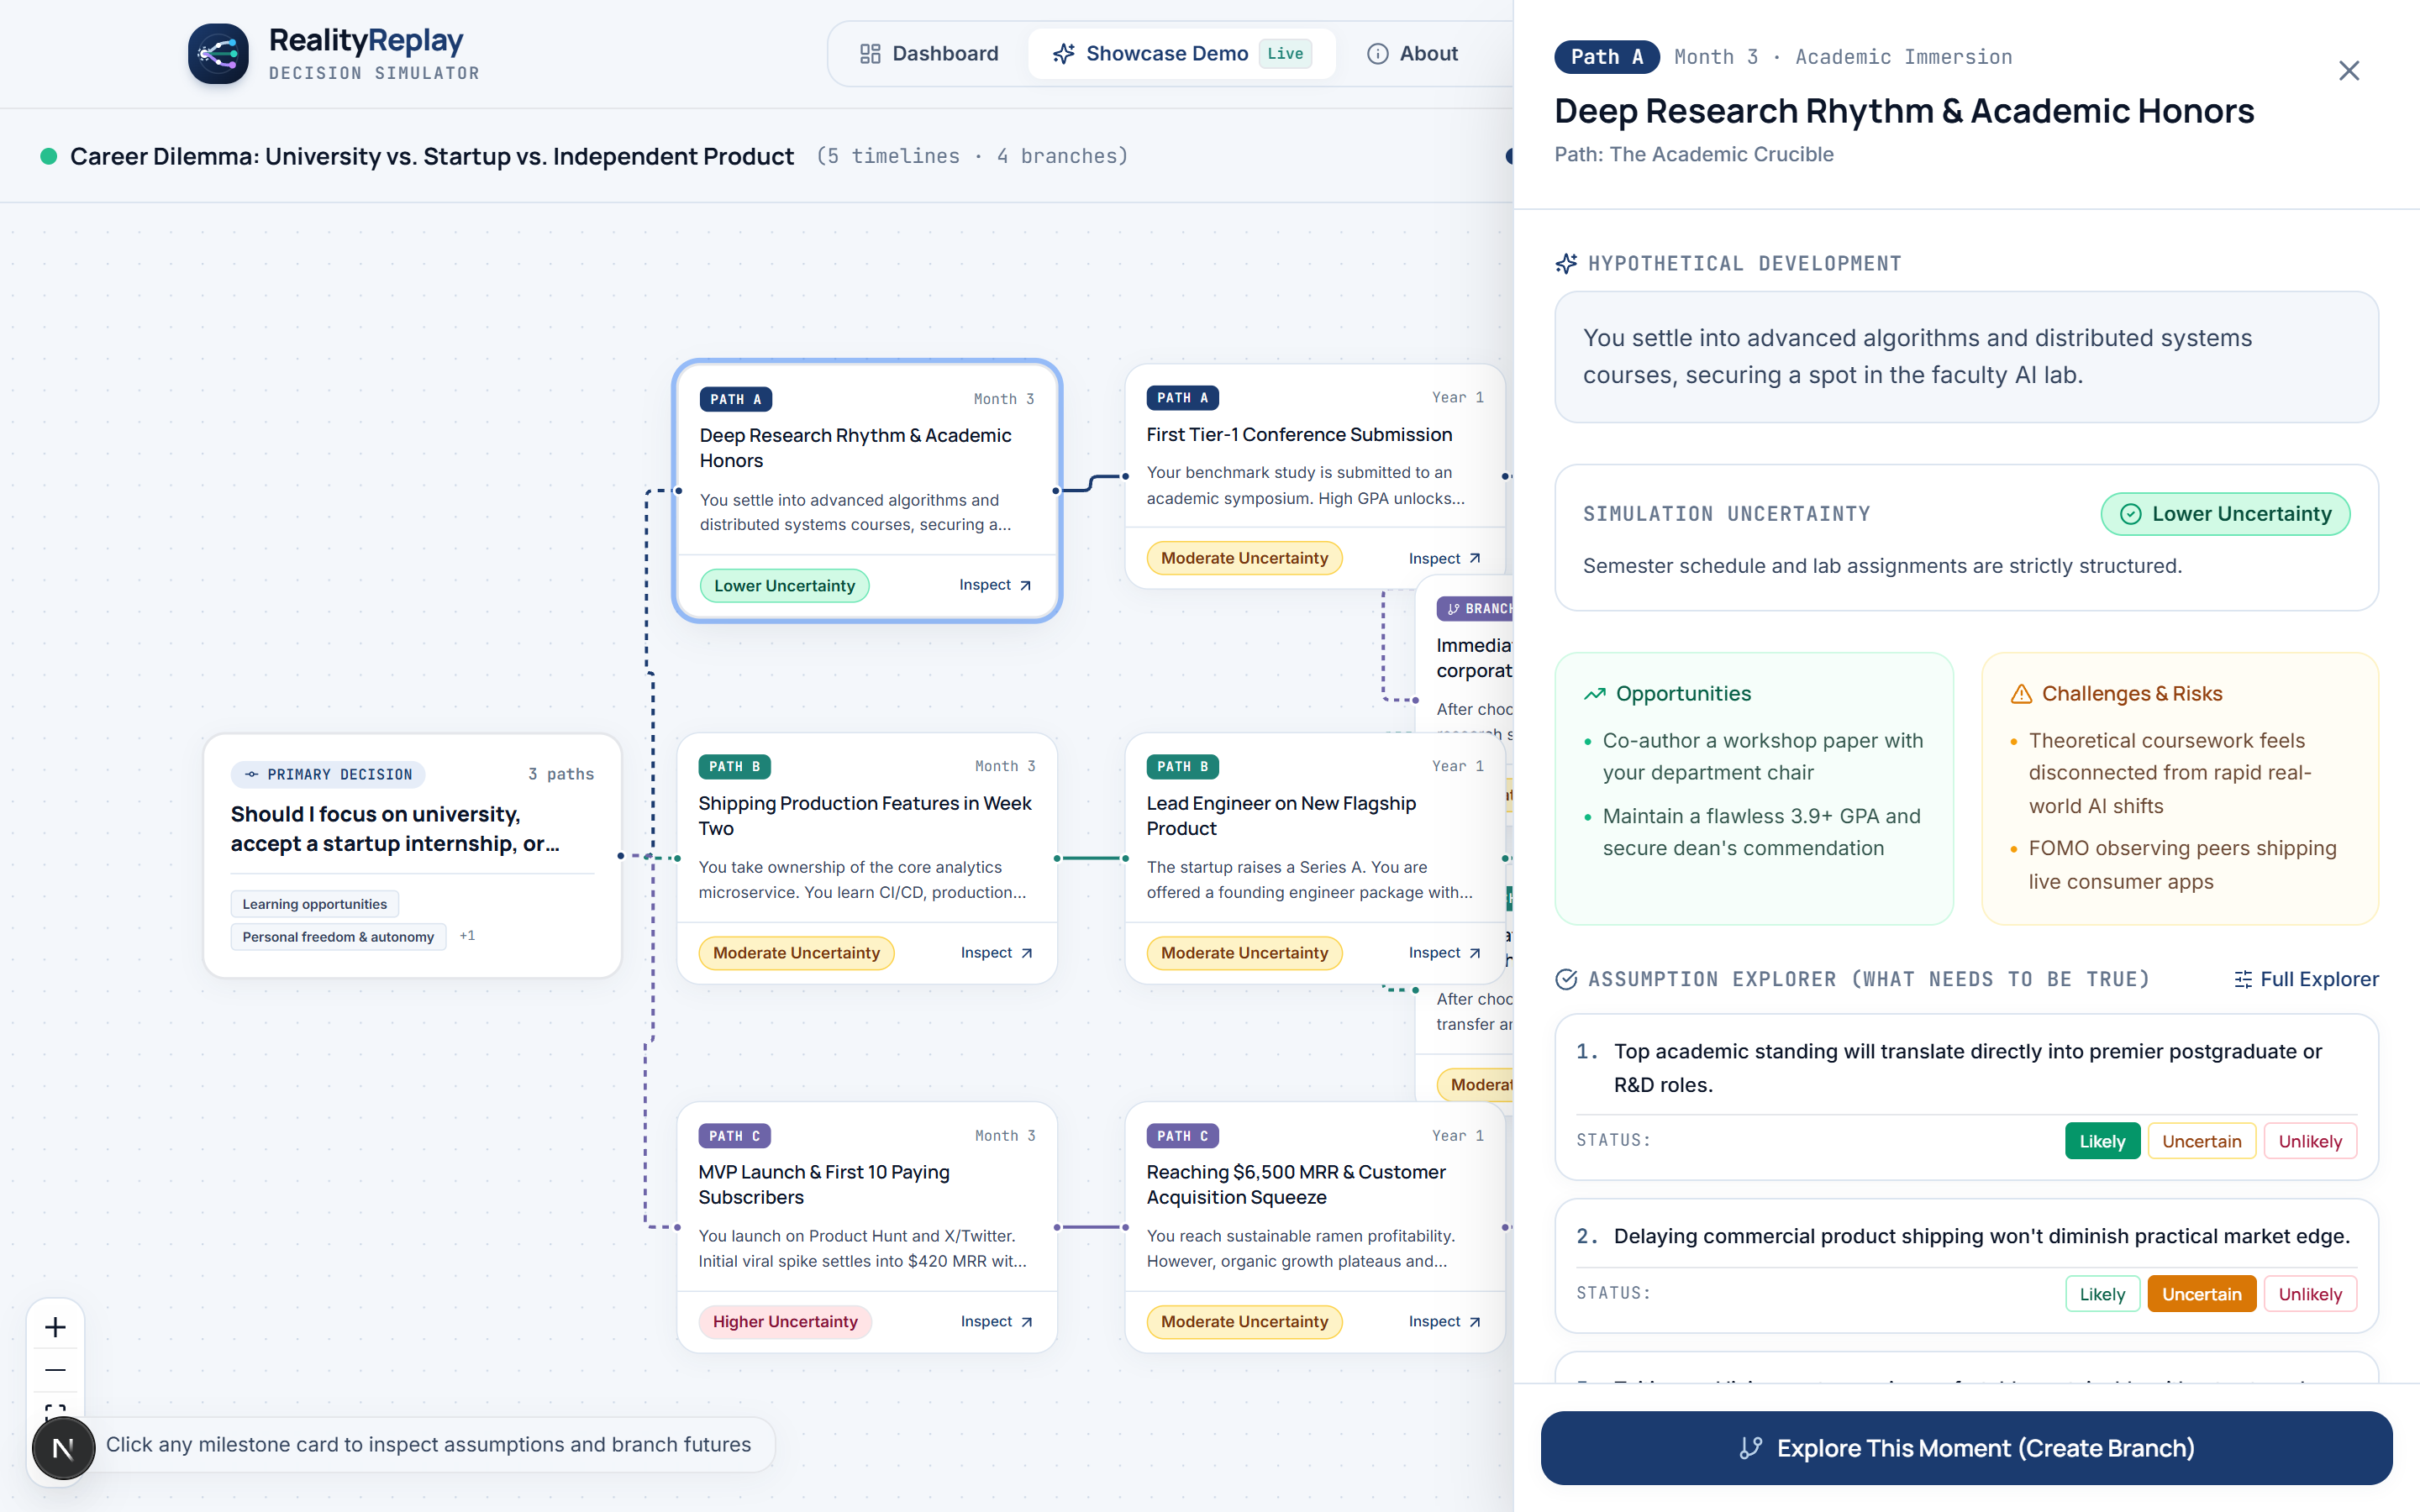 RealityReplay
DECISION SIMULATOR
Dashboard
Showcase Demo Live
About
Career Dilemma: University vs. Startup vs. Independent Product (5 timelines · 4 branches)
PRIMARY DECISION 3 paths
Should I focus on university,
accept a startup internship, or...
Learning opportunities
Personal freedom & autonomy +1
PATH A Month 3
Deep Research Rhythm & Academic
Honors
You settle into advanced algorithms and
distributed systems courses, securing a...
Lower Uncertainty Inspect
PATH A Year 1
First Tier-1 Conference Submission
Your benchmark study is submitted to an
academic symposium. High GPA unlocks...
Moderate Uncertainty Inspect
After choo
PATH B Month 3
Shipping Production Features in Week
Two
You take ownership of the core analytics
microservice. You learn CI/CD, production...
Moderate Uncertainty Inspect
PATH B Year 1
Lead Engineer on New Flagship
Product
The startup raises a Series A. You are
offered a founding engineer package with...
Moderate Uncertainty Inspect
After choo
transfer
PATH C Month 3
MVP Launch & First 10 Paying
Subscribers
You launch on Product Hunt and X/Twitter.
Initial viral spike settles into $420 MRR wit...
Higher Uncertainty Inspect
PATH C Year 1
Reaching $6,500 MRR & Customer
Acquisition Squeeze
You reach sustainable ramen profitability.
However, organic growth plateaus and...
Moderate Uncertainty Inspect
N
Click any milestone card to inspect assumptions and branch futures
Path A Month 3 · Academic Immersion
Deep Research Rhythm & Academic Honors
Path: The Academic Crucible
HYPOTHETICAL DEVELOPMENT
You settle into advanced algorithms and distributed systems
courses, securing a spot in the faculty AI lab.
SIMULATION UNCERTAINTY Lower Uncertainty
Semester schedule and lab assignments are strictly structured.
Opportunities
• Co-author a workshop paper with
your department chair
• Maintain a flawless 3.9+ GPA and
secure dean's commendation
Challenges & Risks
• Theoretical coursework feels
disconnected from rapid real-
world AI shifts
• FOMO observing peers shipping
live consumer apps
ASSUMPTION EXPLORER (WHAT NEEDS TO BE TRUE) Full Explorer
1. Top academic standing will translate directly into premier postgraduate or
R&D roles.
STATUS: Likely Uncertain Unlikely
2. Delaying commercial product shipping won't diminish practical market edge.
STATUS: Likely Uncertain Unlikely
Explore This Moment (Create Branch)